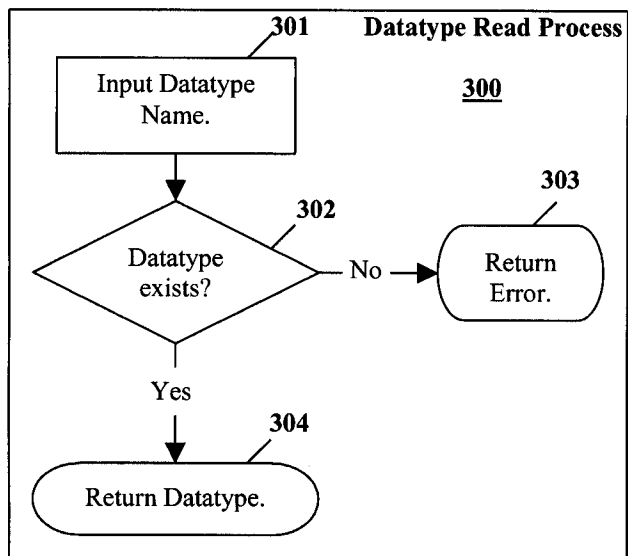 301
Datatype Read Process
Input Datatype
Name.
300
302
303
Datatype
exists?
No
Return
Error.
Yes
304
Return Datatype.